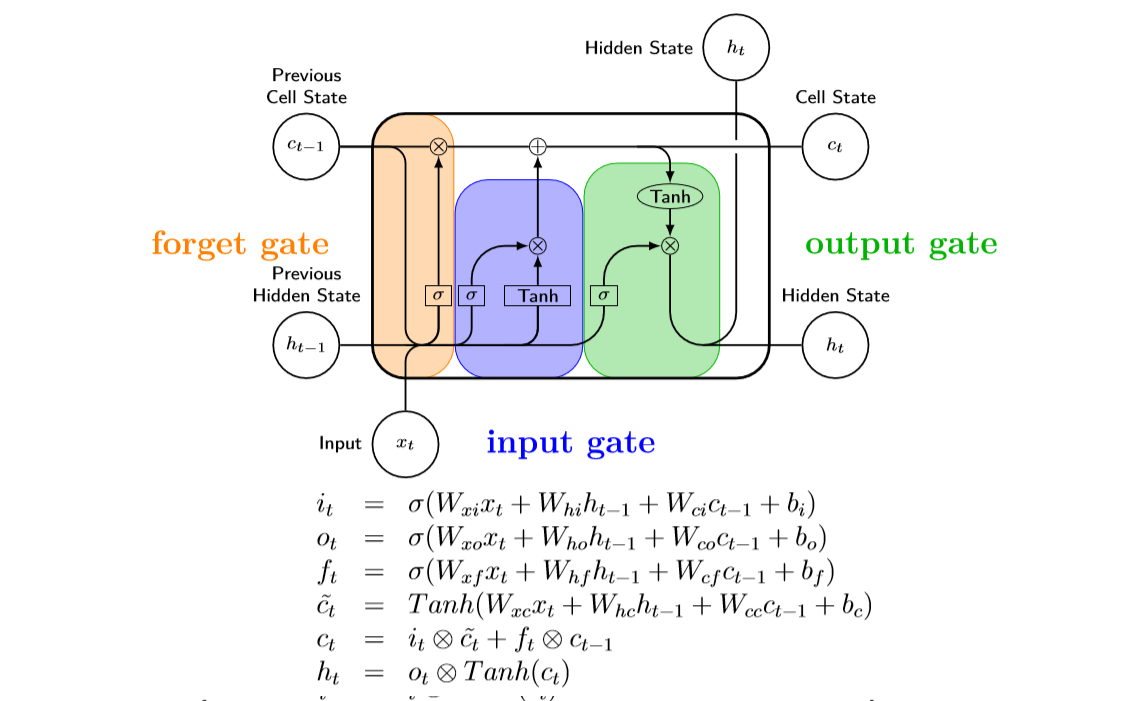 Hidden State
h_t
Previous
Cell State
Cell State
c_{t−1}
⊗
⊕
c_t
Tanh
forget gate
⊗
⊗
output gate
Previous
Hidden State
σ
σ
Tanh
σ
Hidden State
h_{t−1}
h_t
Input
x_t
input gate
i_t = σ(W_{xi}x_t + W_{hi}h_{t−1} + W_{ci}c_{t−1} + b_i)
o_t = σ(W_{xo}x_t + W_{ho}h_{t−1} + W_{co}c_{t−1} + b_o)
f_t = σ(W_{xf}x_t + W_{hf}h_{t−1} + W_{cf}c_{t−1} + b_f)
c̃_t = Tanh(W_{xc}x_t + W_{hc}h_{t−1} + W_{cc}c_{t−1} + b_c)
c_t = i_t ⊗ c̃_t + f_t ⊗ c_{t−1}
h_t = o_t ⊗ Tanh(c_t)